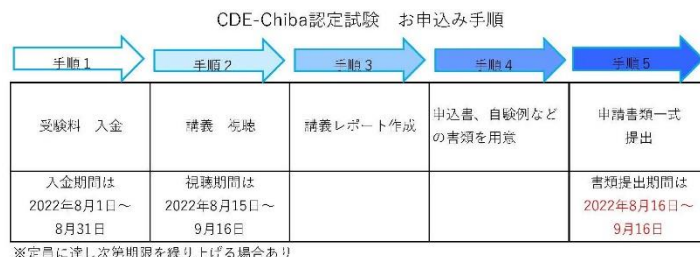 CDE-Chiba認定試験　お申込み手順
手順１
手順２
手順３
手順４
手順５
受験料　入金
講義　視聴
講義レポート作成
申込書、自験例など
の書類を用意
申請書類一式
提出
入金期間は
2022年8月1日～
8月31日
視聴期間は
2022年8月15日～
9月16日
書類提出期間は
2022年8月16日～
9月16日
※定員に達し次第期限を繰り上げる場合あり